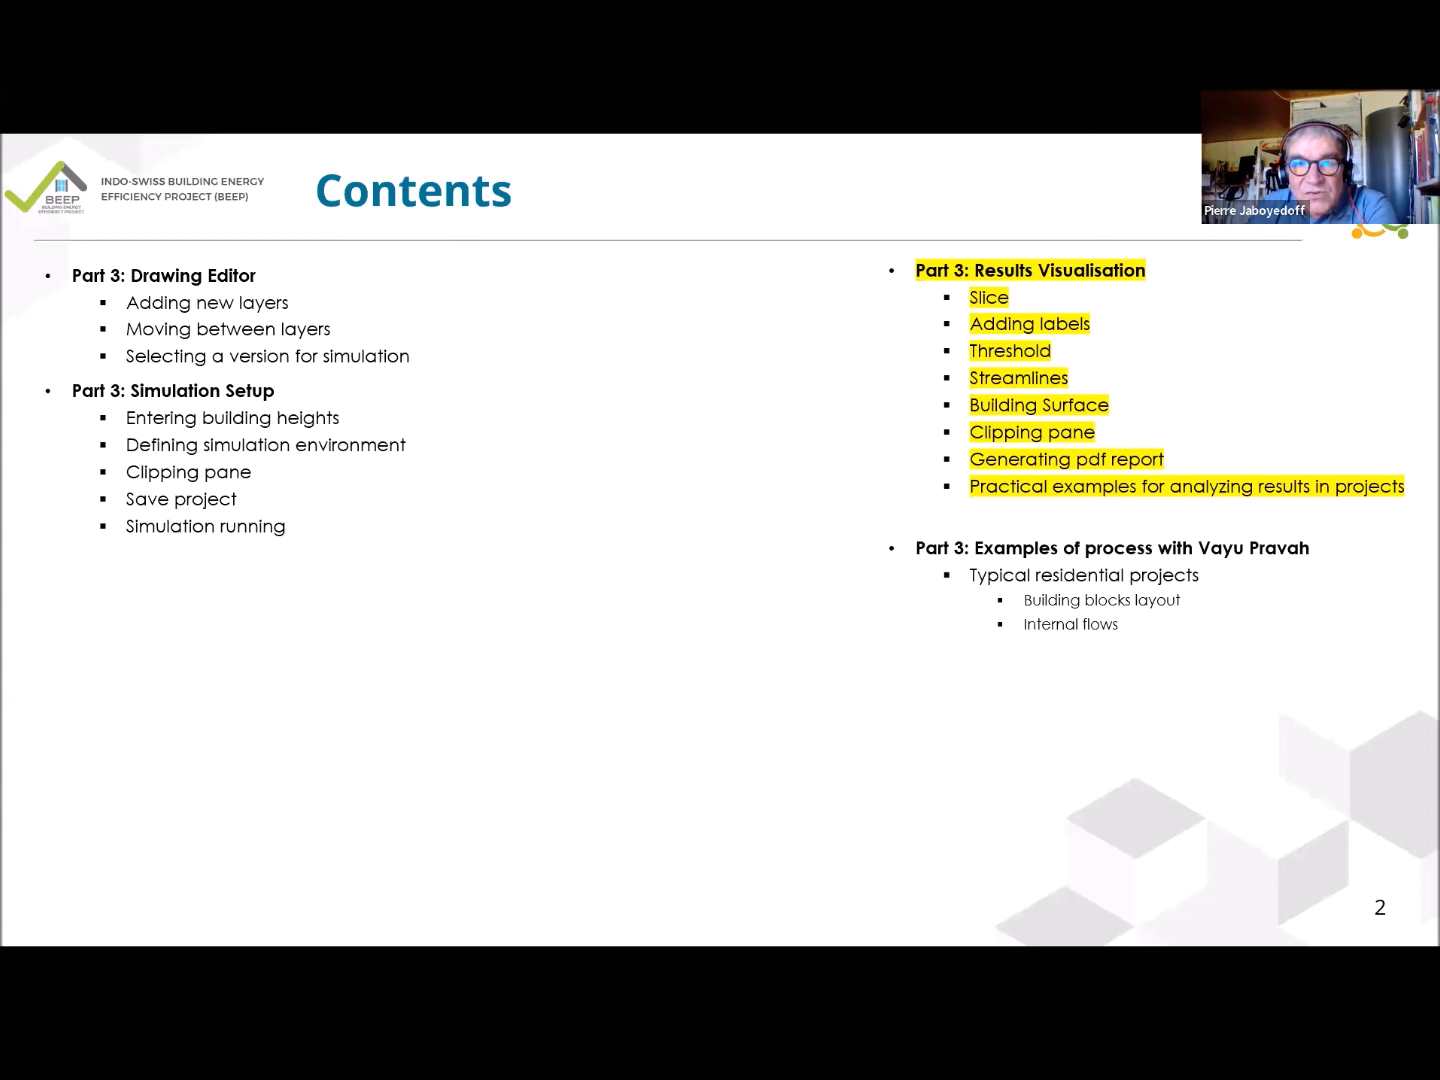 BEEP
BUILDING ENERGY
EFFICIENCY PROJECT
INDO-SWISS BUILDING ENERGY
EFFICIENCY PROJECT (BEEP)
Contents
Pierre Jaboyedoff
• Part 3: Drawing Editor
▪ Adding new layers
▪ Moving between layers
▪ Selecting a version for simulation
• Part 3: Simulation Setup
▪ Entering building heights
▪ Defining simulation environment
▪ Clipping pane
▪ Save project
▪ Simulation running
• Part 3: Results Visualisation
▪ Slice
▪ Adding labels
▪ Threshold
▪ Streamlines
▪ Building Surface
▪ Clipping pane
▪ Generating pdf report
▪ Practical examples for analyzing results in projects
• Part 3: Examples of process with Vayu Pravah
▪ Typical residential projects
▪ Building blocks layout
▪ Internal flows
2